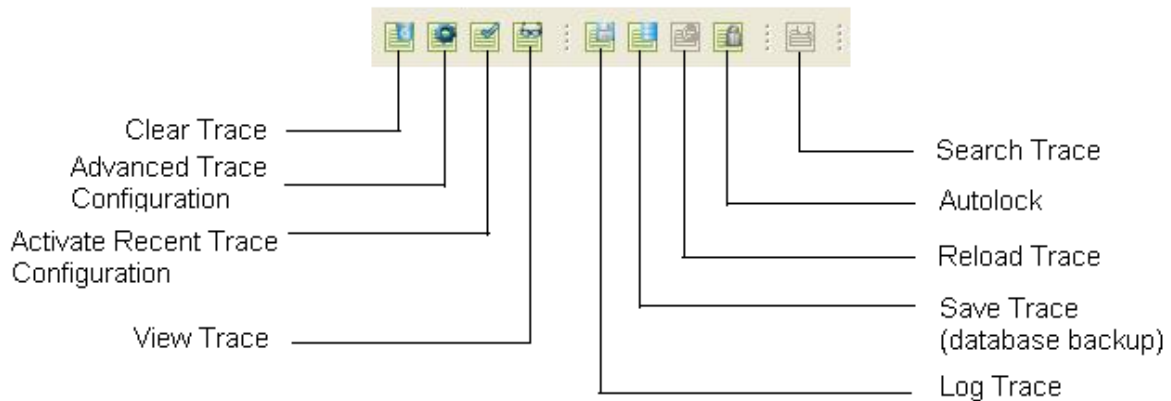 Clear Trace
Advanced Trace
Configuration
Activate Recent Trace
Configuration
View Trace
Search Trace
Autolock
Reload Trace
Save Trace
(database backup)
Log Trace